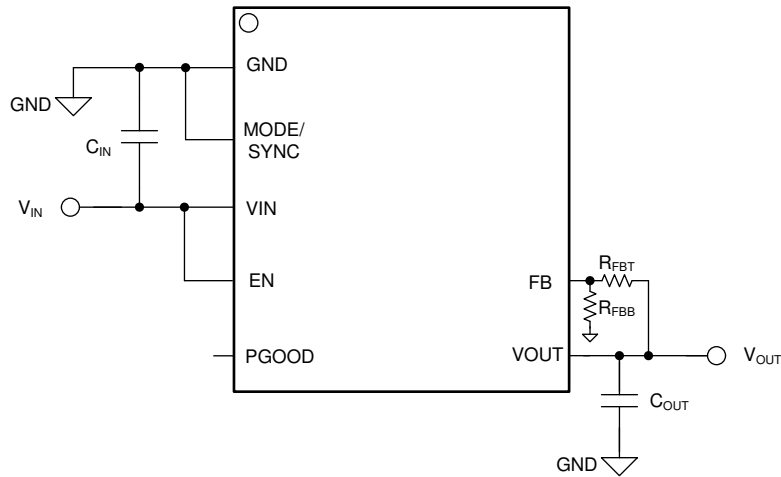 GND
GND
MODE/
SYNC
CIN
VIN
VIN
EN
FB
RFBT
RFBB
PGOOD
VOUT
VOUT
COUT
GND